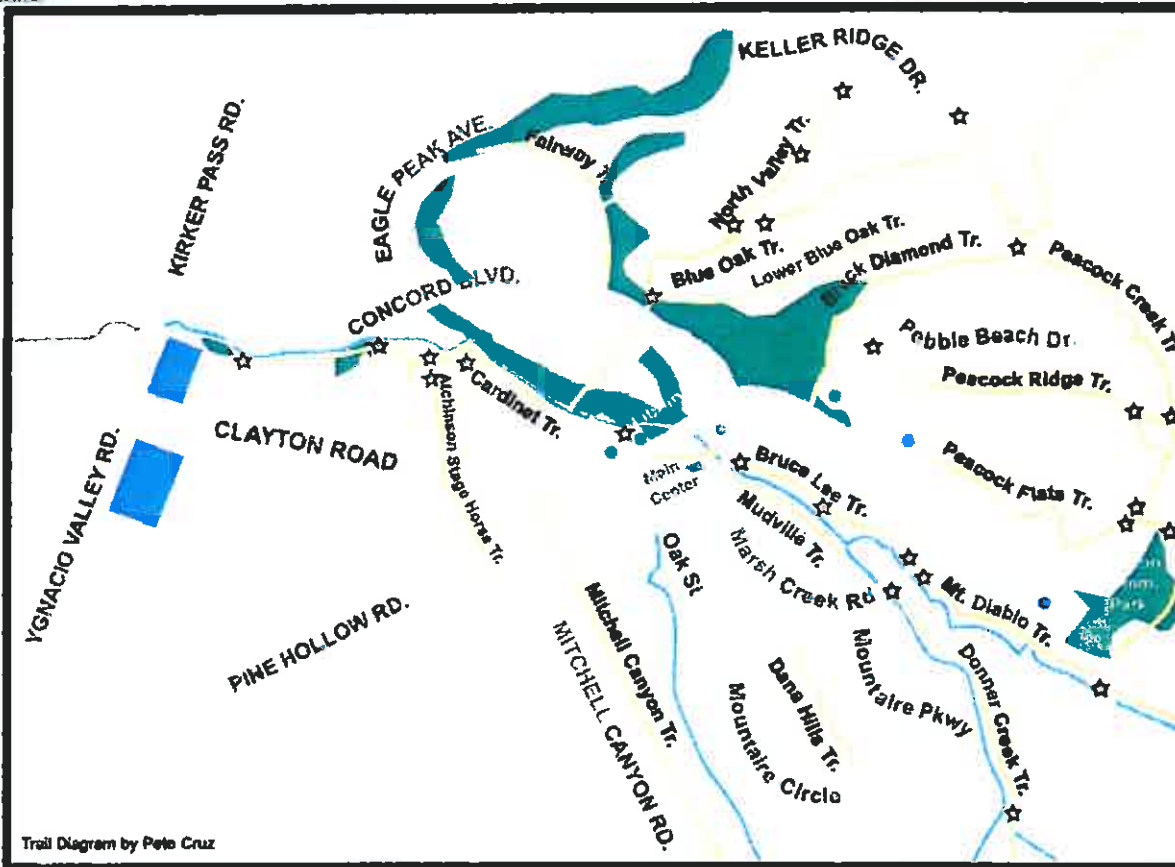 KELLER RIDGE DR.
KIRKER PASS RD.
EAGLE PEAK AVE.
Fairway T
North Valley Tr.
Blue Oak Tr.
Lower Blue Oak Tr.
Black Diamond Tr.
Peacock Creek Tr
CONCORD BLVD.
Pebble Beach Dr.
Peacock Ridge Tr.
Cardinet Tr.
Atchinson Stage Horse Tr.
CLAYTON ROAD
YGNACIO VALLEY RD.
Library
Main
Center
Bruce Lee Tr.
Peacock Flats Tr.
Mudville Tr.
Marsh Creek Rd
Oak St
Mt. Diablo Tr.
Park
PINE HOLLOW RD.
Mitchell Canyon Tr.
MITCHELL CANYON RD.
Mountaire Circle
Dana Hills Tr.
Mountaire Pkwy
Donner Creek Tr.
Trail Diagram by Pete Cruz